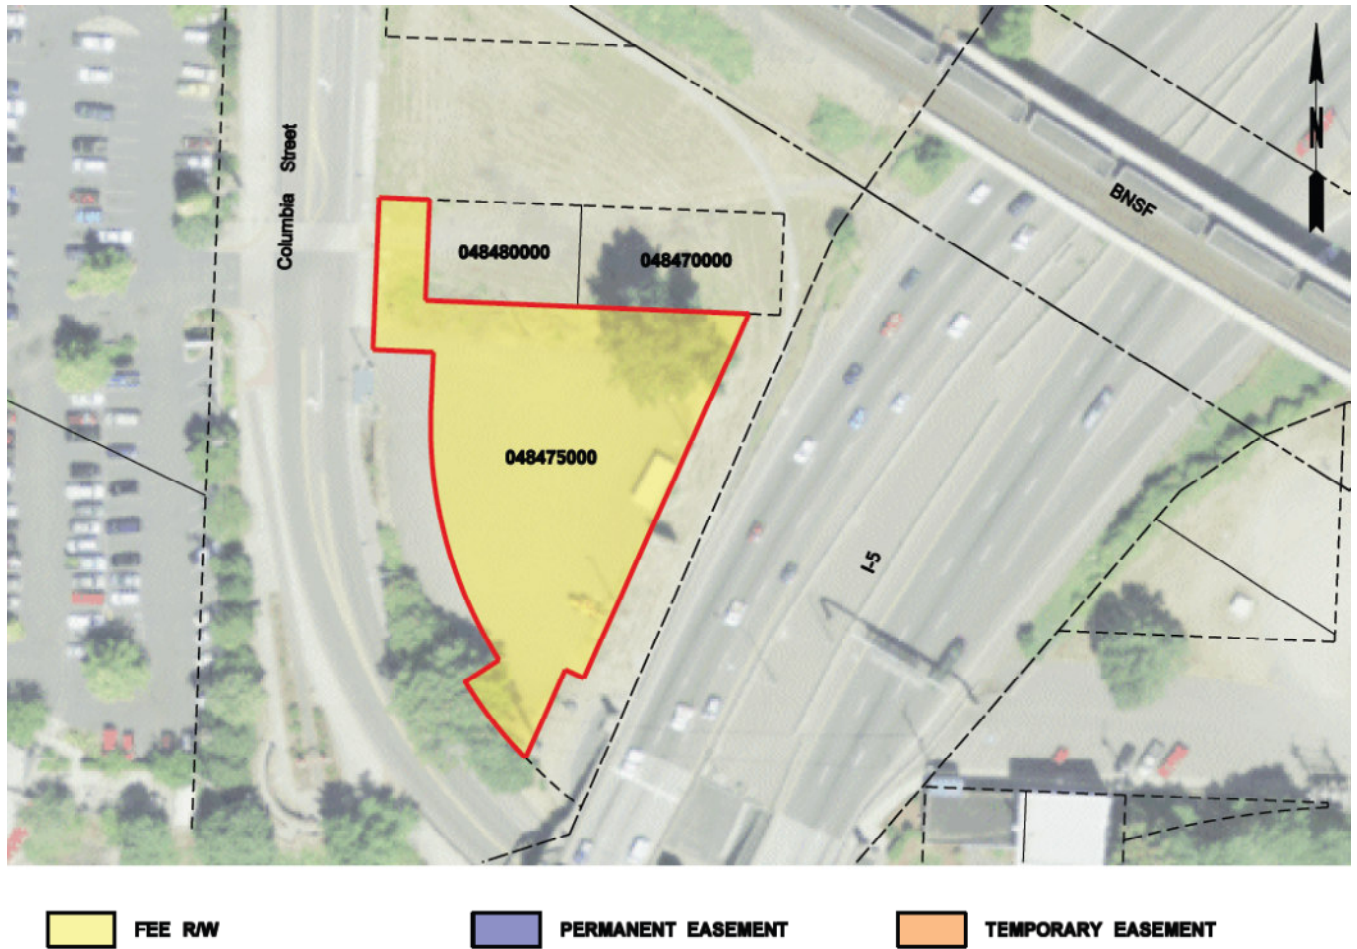 N
Columbia Street
BNSF
048480000
048470000
048475000
I-5
FEE R/W
PERMANENT EASEMENT
TEMPORARY EASEMENT